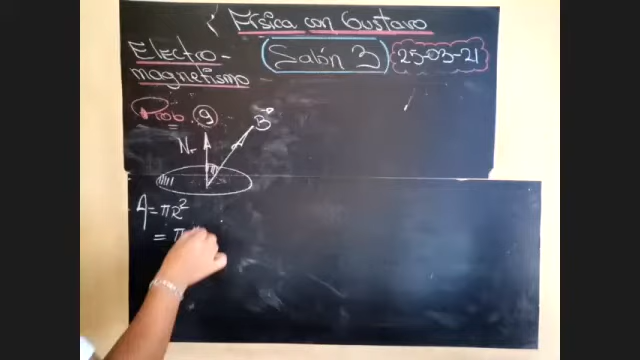 Física con Gustavo
Electro-
magnetismo
Salón 3
25-03-21
Prob 9
N
B
A = πR²
= π